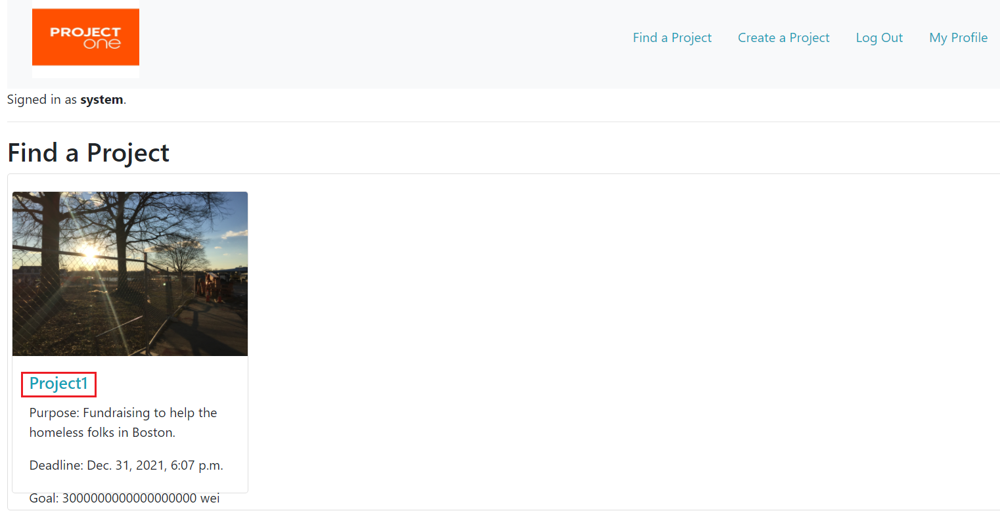 PROJECT
one
Find a Project Create a Project Log Out My Profile
Signed in as system.
Find a Project
Project1
Purpose: Fundraising to help the
homeless folks in Boston.
Deadline: Dec. 31, 2021, 6:07 p.m.
Goal: 3000000000000000000 wei